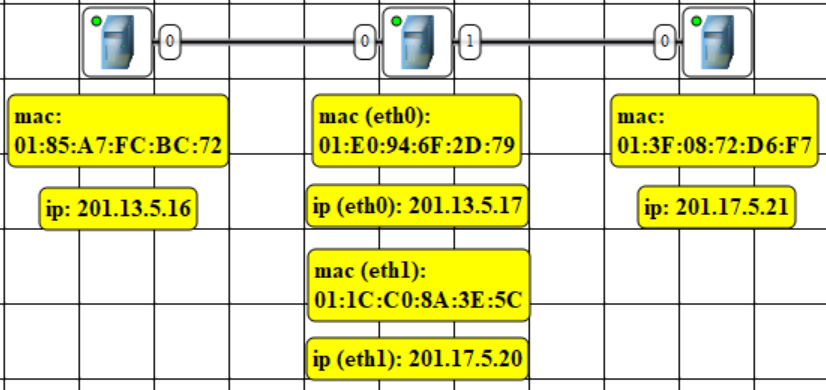 0
0
1
0
mac:
01:85:A7:FC:BC:72
ip: 201.13.5.16
mac (eth0):
01:E0:94:6F:2D:79
ip (eth0): 201.13.5.17
mac (eth1):
01:1C:C0:8A:3E:5C
ip (eth1): 201.17.5.20
mac:
01:3F:08:72:D6:F7
ip: 201.17.5.21